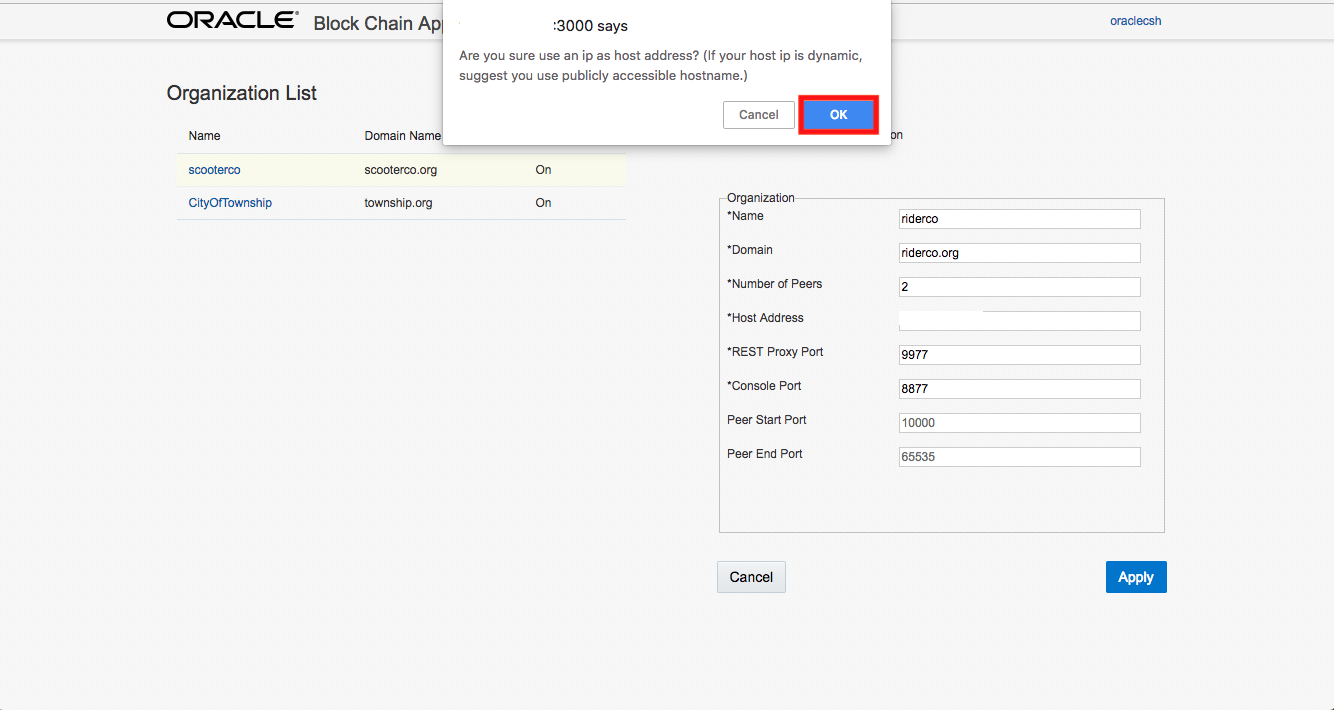 ORACLE® Block Chain App
oraclecsh
:3000 says
Are you sure use an ip as host address? (If your host ip is dynamic,
suggest you use publicly accessible hostname.)
Cancel OK
Organization List
Name Domain Name
on
scooterco scooterco.org On
CityOfTownship township.org On
Organization
*Name riderco
*Domain riderco.org
*Number of Peers 2
*Host Address
*REST Proxy Port 9977
*Console Port 8877
Peer Start Port 10000
Peer End Port 65535
Cancel Apply